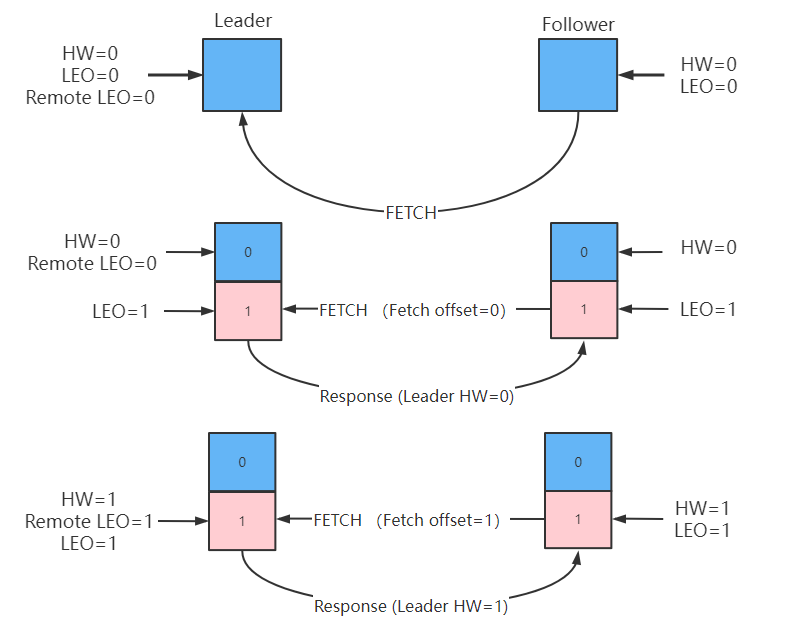 Leader
Follower
HW=0
LEO=0
Remote LEO=0
HW=0
LEO=0
FETCH
HW=0
Remote LEO=0
0
0
HW=0
LEO=1
1
FETCH (Fetch offset=0)
1
LEO=1
Response (Leader HW=0)
0
0
HW=1
Remote LEO=1
LEO=1
1
FETCH (Fetch offset=1)
1
HW=1
LEO=1
Response (Leader HW=1)